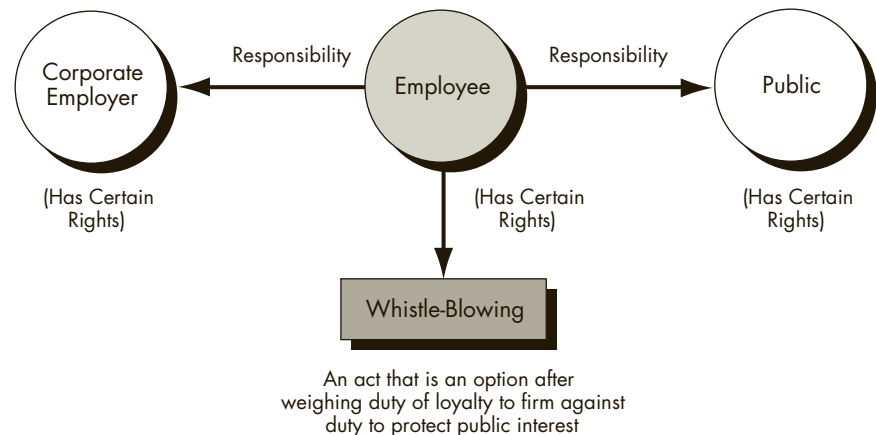 Corporate
Employer
Responsibility
Employee
Responsibility
Public
(Has Certain
Rights)
(Has Certain
Rights)
(Has Certain
Rights)
Whistle-Blowing
An act that is an option after
weighing duty of loyalty to firm against
duty to protect public interest